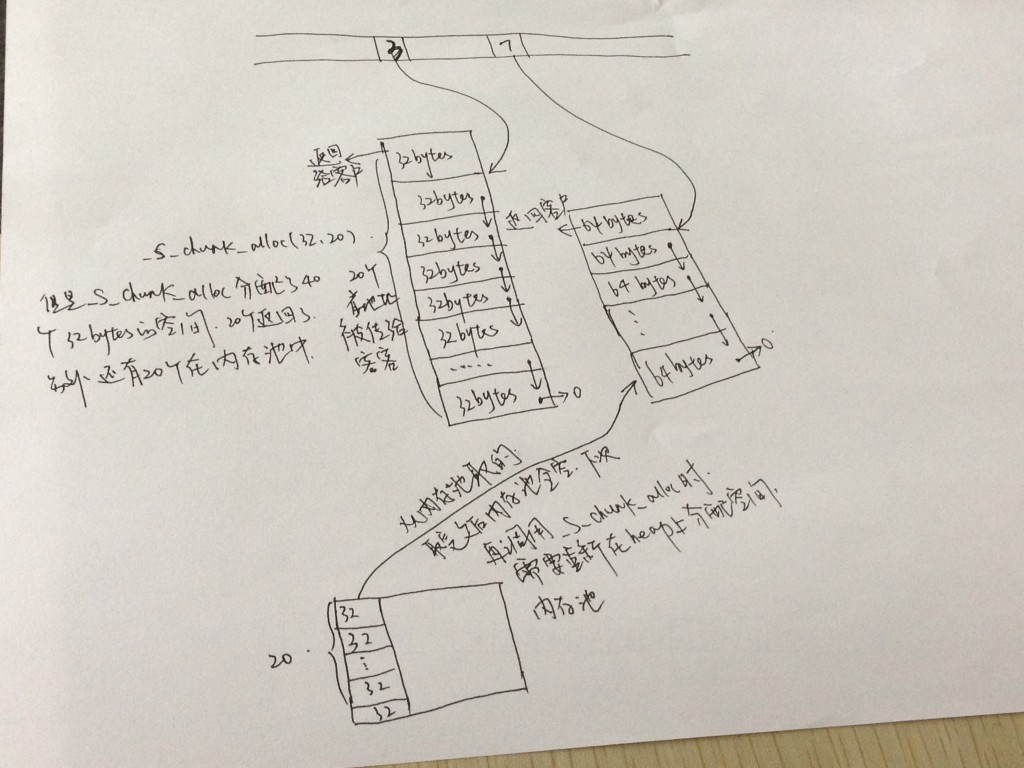 3 7
返回
给客户
32bytes
32bytes
32bytes
32bytes
32bytes
32bytes
......
32bytes
0
_S_chunk_alloc(32.20).
但是_S_chunk_alloc分配了40
个32bytes的空间.20个返回了.
另外还有20个在内存池中.
20个
被传给
返回客户
64bytes
64bytes
64bytes
64bytes
0
从内存池取的
取完之后内存池全空.下次
再调用_S_chunk_alloc时.
需要重新在heap上分配空间.
内存池
20
32
32
32
32